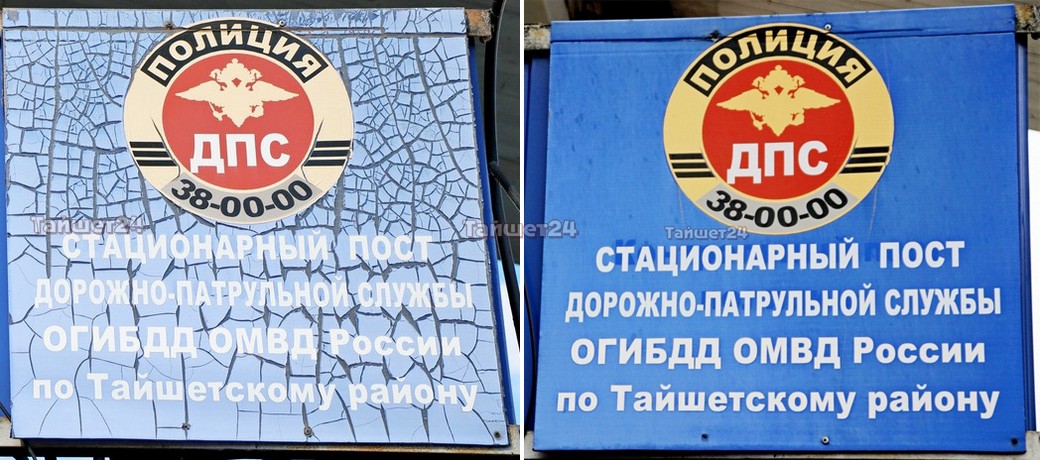 ПОЛИЦИЯ
ДПС
38-00-00
СТАЦИОНАРНЫЙ ПОСТ
ДОРОЖНО-ПАТРУЛЬНОЙ СЛУЖБЫ
ОГИБДД ОМВД России
по Тайшетскому району
Тайшет24
Тайшет24
ПОЛИЦИЯ
ДПС
38-00-00
Тайшет24
СТАЦИОНАРНЫЙ ПОСТ
ДОРОЖНО-ПАТРУЛЬНОЙ СЛУЖБЫ
ОГИБДД ОМВД России
по Тайшетскому району